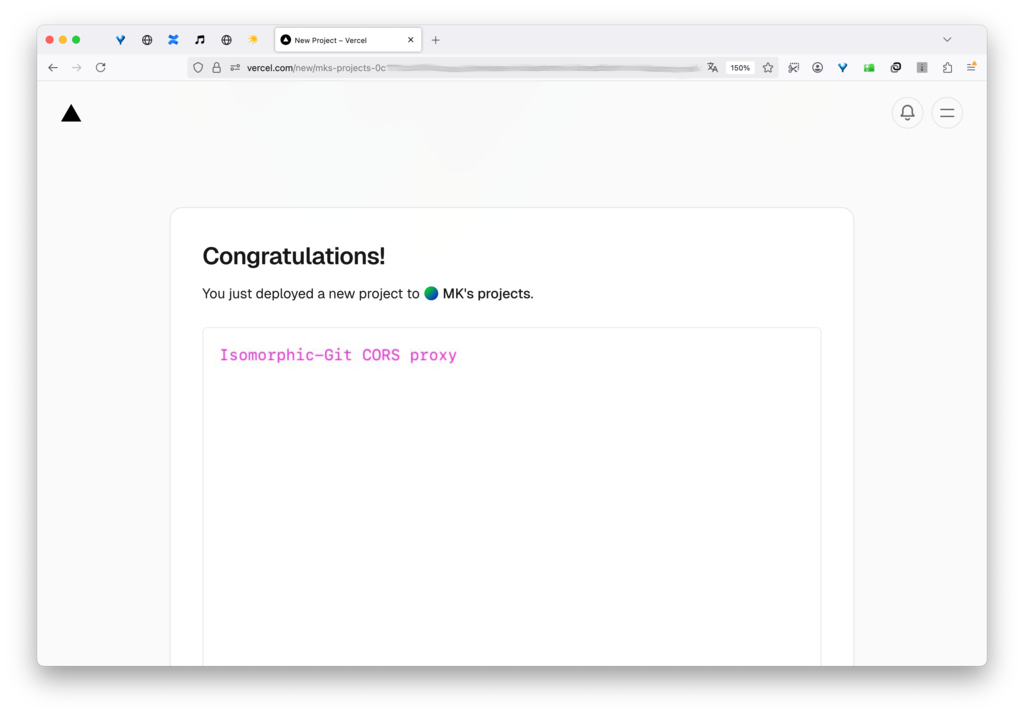 New Project – Vercel
vercel.com/new/mks-projects-0c
150%
Congratulations!
You just deployed a new project to MK's projects.
Isomorphic-Git CORS proxy